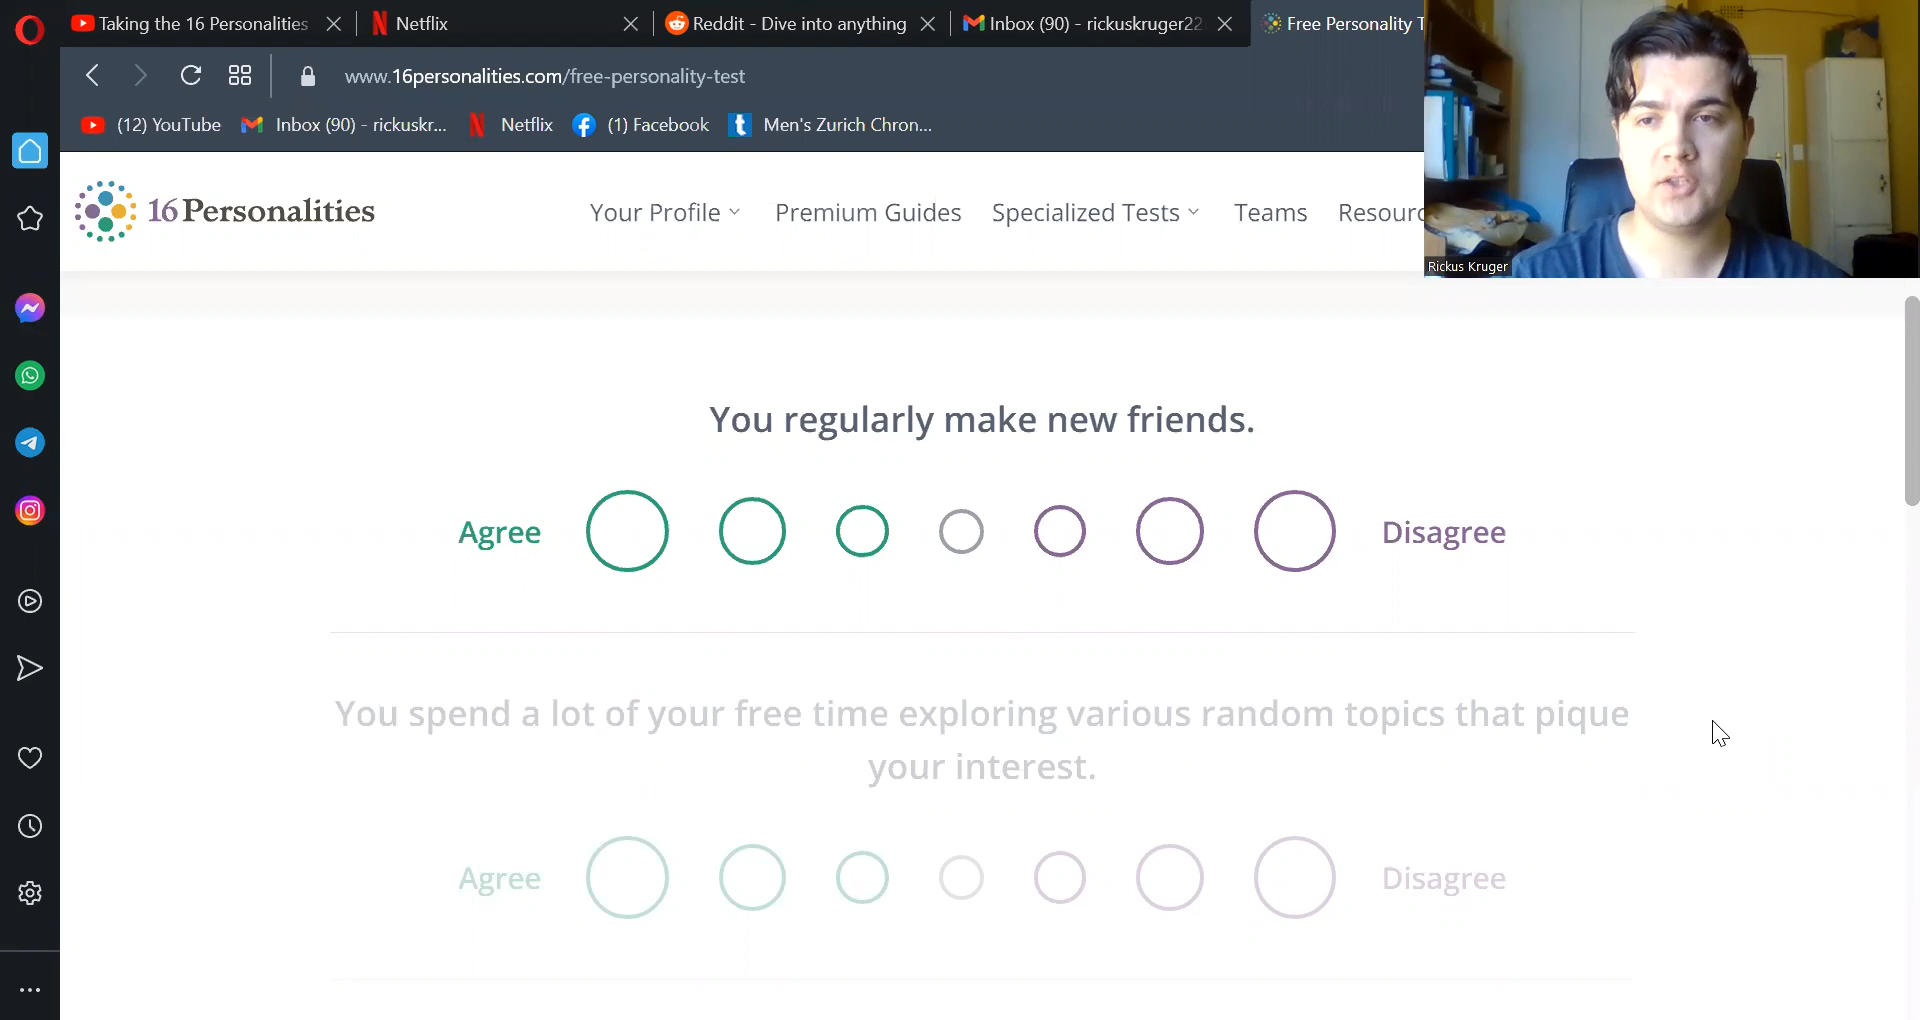 Taking the 16 Personalities
Netflix
Reddit - Dive into anything
Inbox (90) - rickuskruger22
Free Personality T
www.16personalities.com/free-personality-test
(12) YouTube
Inbox (90) - rickuskr...
Netflix
(1) Facebook
Men's Zurich Chron...
16Personalities
Your Profile
Premium Guides
Specialized Tests
Teams
Resourc
Rickus Kruger
You regularly make new friends.
Agree
Disagree
You spend a lot of your free time exploring various random topics that pique
your interest.
Agree
Disagree